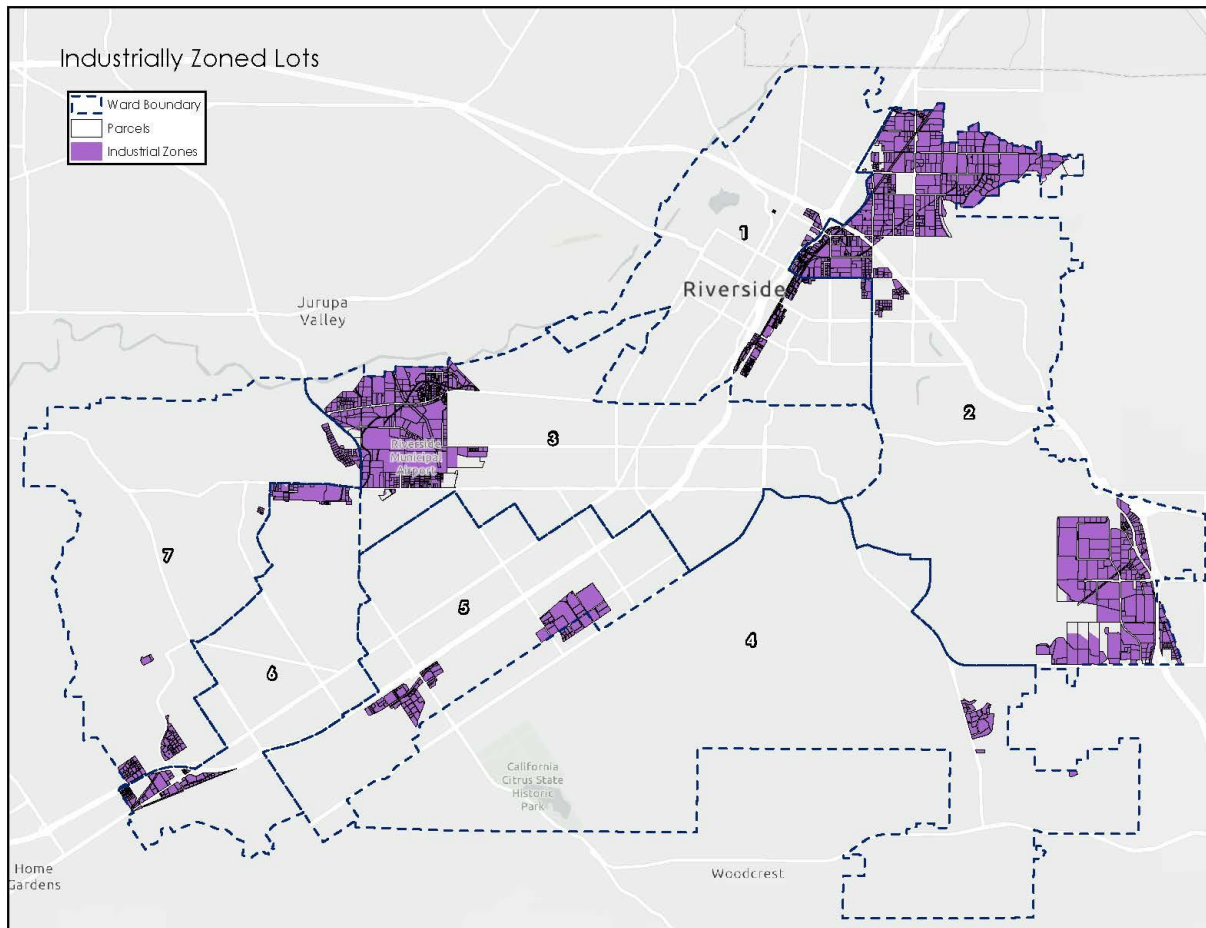 Industrially Zoned Lots
Ward Boundary
Parcels
Industrial Zones
1
Riverside
Jurupa
Valley
2
3
Riverside
Municipal
Airport
7
5
4
6
California
Citrus State
Historic
Park
Home
Gardens
Woodcrest